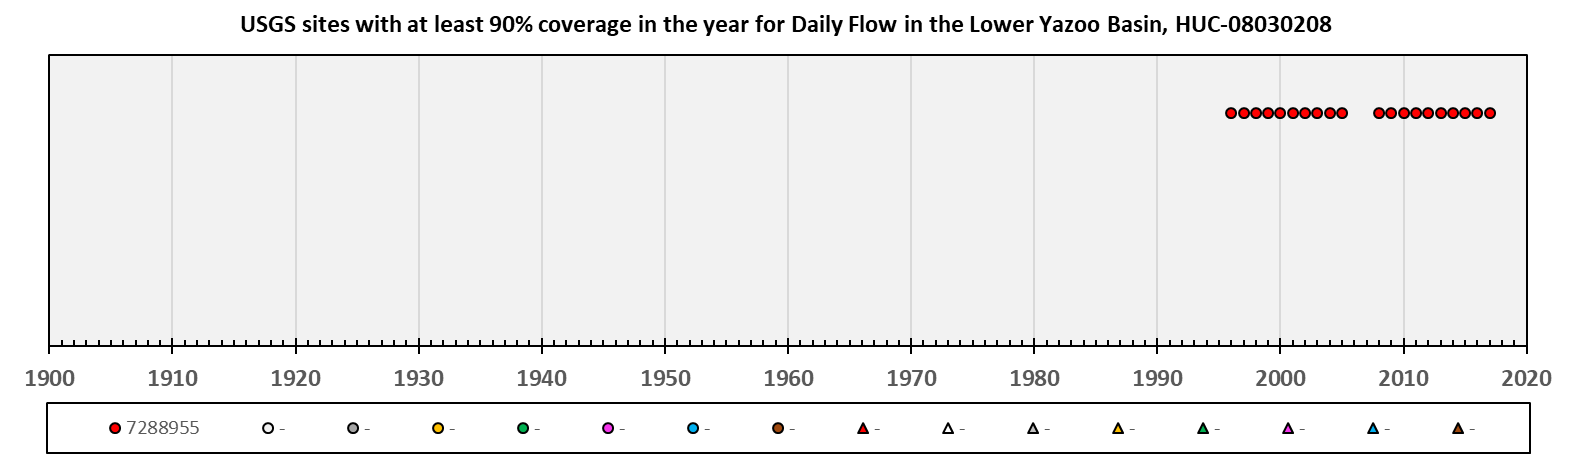 USGS sites with at least 90% coverage in the year for Daily Flow in the Lower Yazoo Basin, HUC-08030208
1900 1910 1920 1930 1940 1950 1960 1970 1980 1990 2000 2010 2020
7288955 - - - - - - - - - - - - - - -